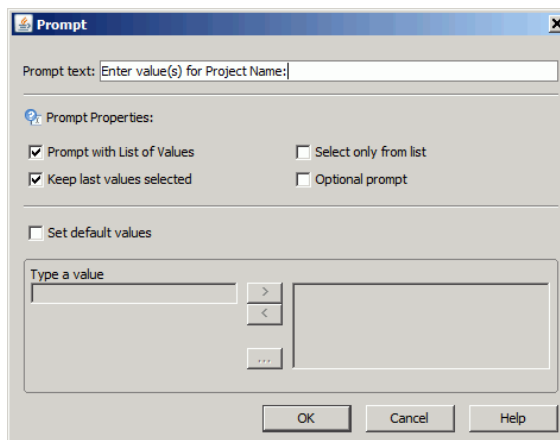 Prompt
Prompt text: Enter value(s) for Project Name:
Prompt Properties:
Prompt with List of Values
Select only from list
Keep last values selected
Optional prompt
Set default values
Type a value
>
<
...
OK Cancel Help